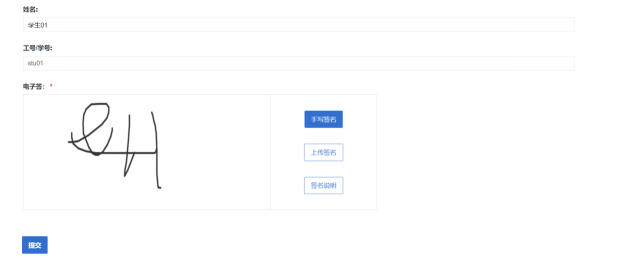 姓名:
学生01
工号/学号:
stu01
电子签: *
手写签名
上传签名
签名说明
提交